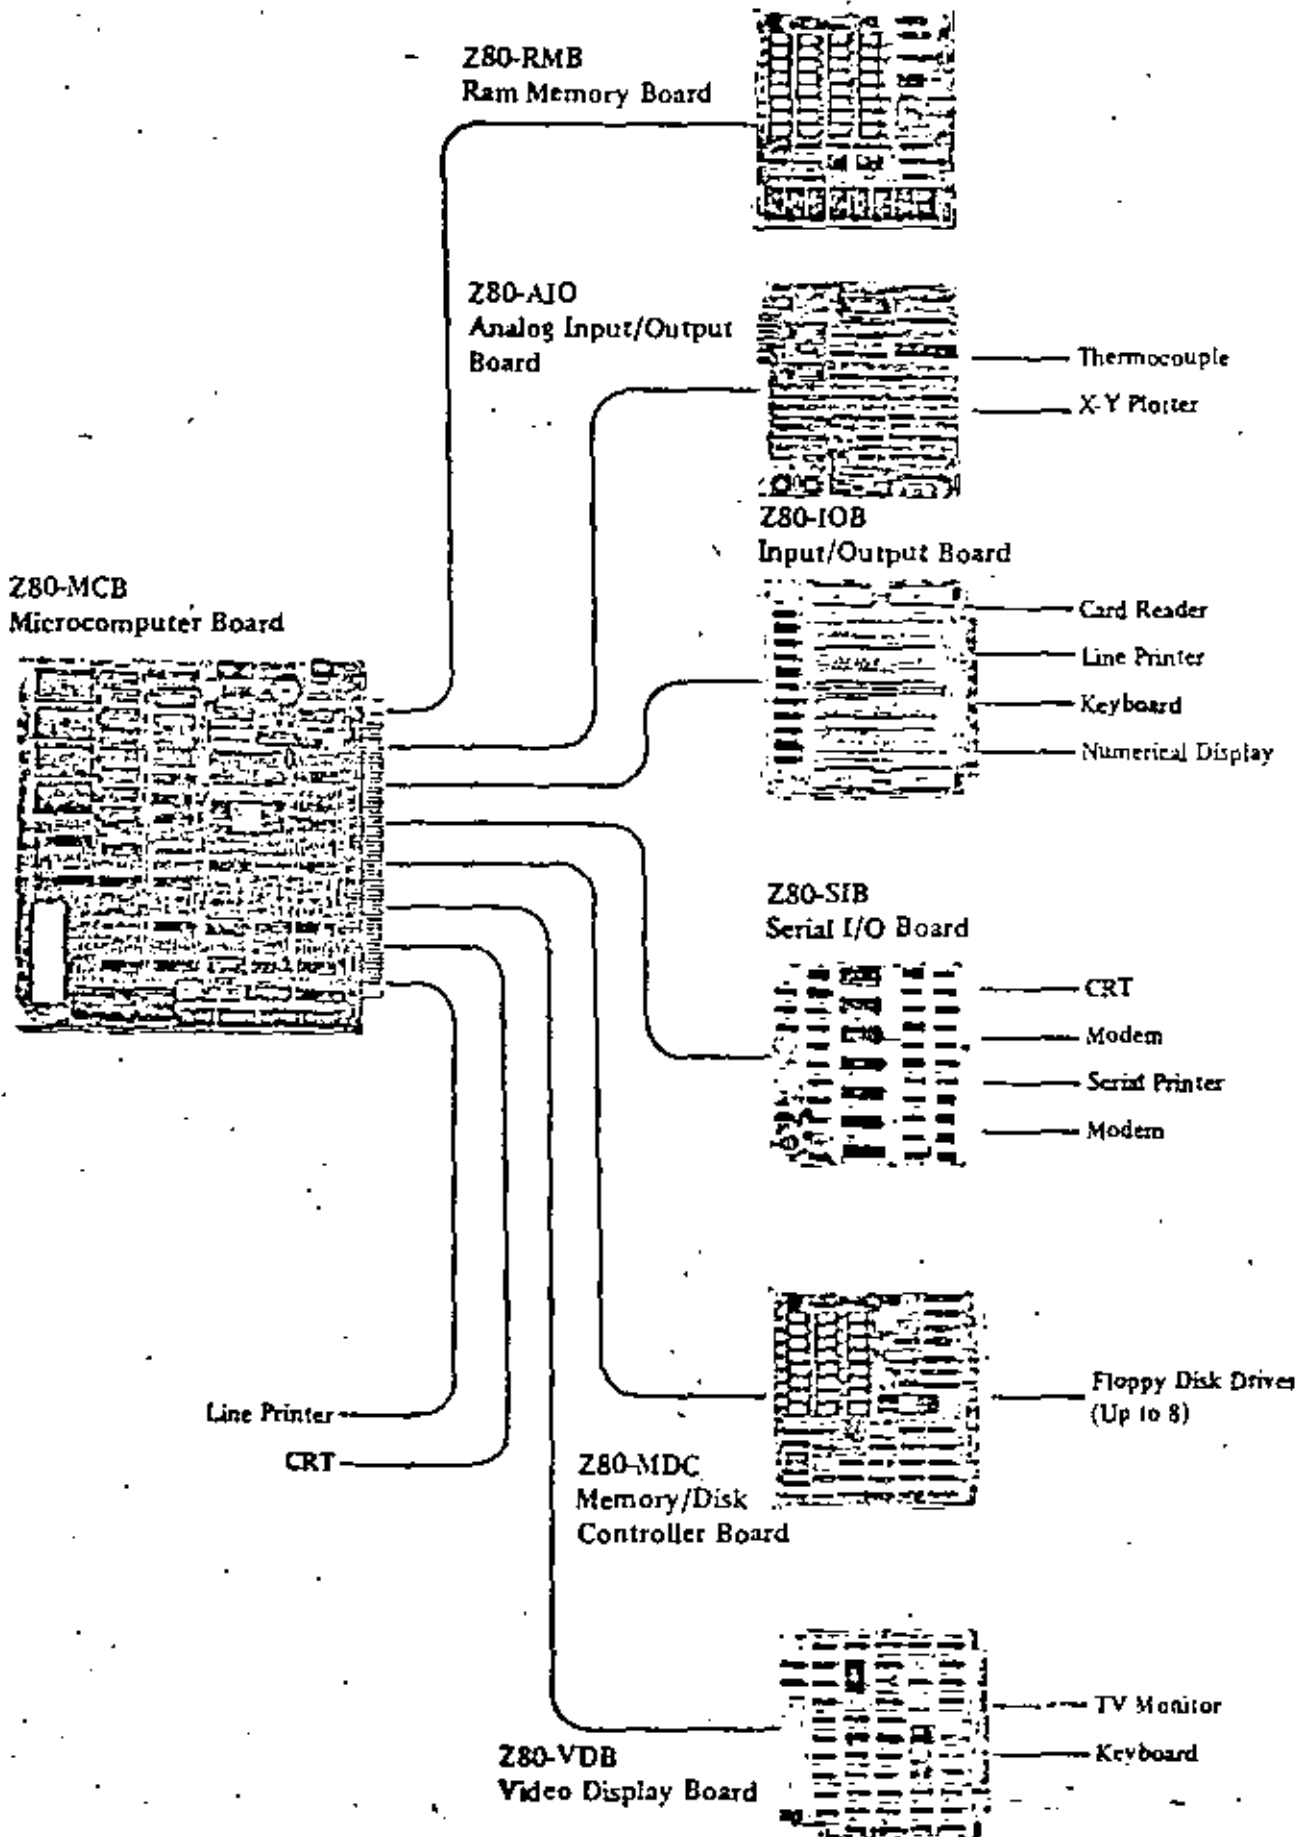 Z80-RMB
Ram Memory Board
Z80-AIO
Analog Input/Output
Board
Thermocouple
X-Y Plotter
Z80-IOB
Input/Output Board
Card Reader
Line Printer
Keyboard
Numerical Display
Z80-MCB
Microcomputer Board
Z80-SIB
Serial I/O Board
CRT
Modem
Serial Printer
Modem
Floppy Disk Drives
(Up to 8)
Line Printer
CRT
Z80-MDC
Memory/Disk
Controller Board
TV Monitor
Keyboard
Z80-VDB
Video Display Board